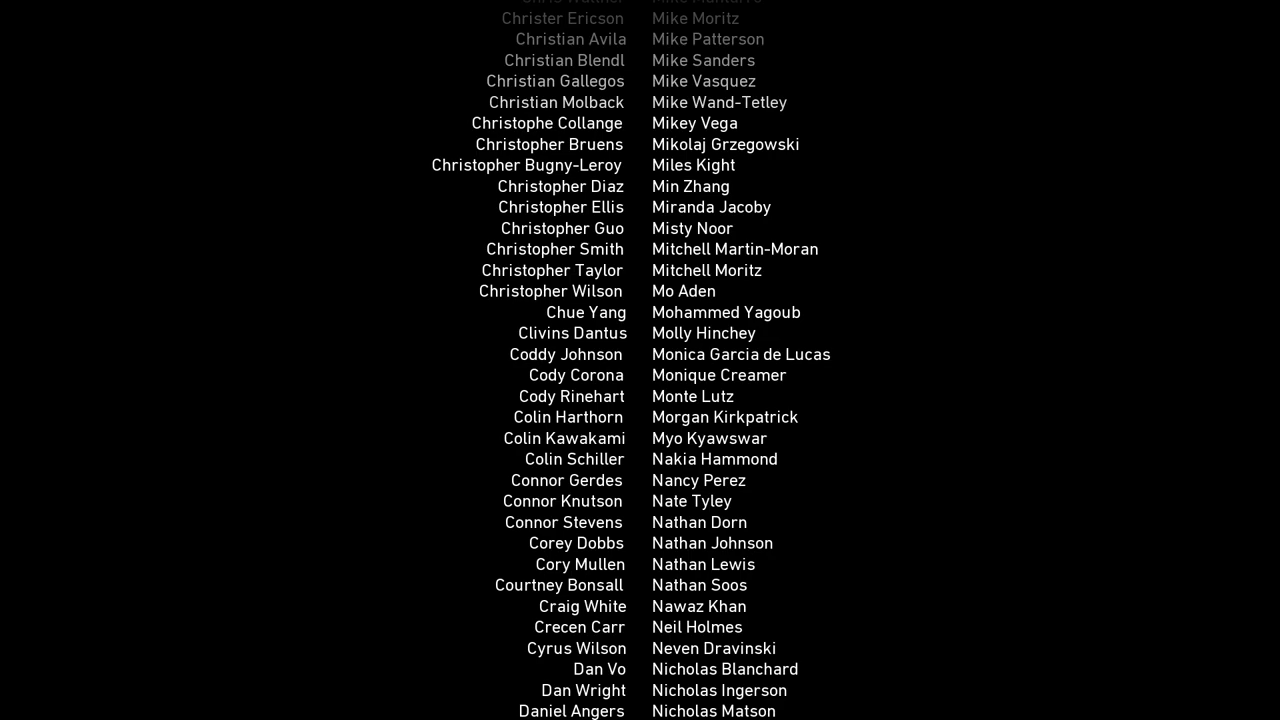 Christer Ericson Mike Moritz
Christian Avila Mike Patterson
Christian Blendl Mike Sanders
Christian Gallegos Mike Vasquez
Christian Molback Mike Wand-Tetley
Christophe Collange Mikey Vega
Christopher Bruens Mikolaj Grzegowski
Christopher Bugny-Leroy Miles Kight
Christopher Diaz Min Zhang
Christopher Ellis Miranda Jacoby
Christopher Guo Misty Noor
Christopher Smith Mitchell Martin-Moran
Christopher Taylor Mitchell Moritz
Christopher Wilson Mo Aden
Chue Yang Mohammed Yagoub
Clivins Dantus Molly Hinchey
Coddy Johnson Monica Garcia de Lucas
Cody Corona Monique Creamer
Cody Rinehart Monte Lutz
Colin Harthorn Morgan Kirkpatrick
Colin Kawakami Myo Kyawswar
Colin Schiller Nakia Hammond
Connor Gerdes Nancy Perez
Connor Knutson Nate Tyley
Connor Stevens Nathan Dorn
Corey Dobbs Nathan Johnson
Cory Mullen Nathan Lewis
Courtney Bonsall Nathan Soos
Craig White Nawaz Khan
Crecen Carr Neil Holmes
Cyrus Wilson Neven Dravinski
Dan Vo Nicholas Blanchard
Dan Wright Nicholas Ingerson
Daniel Angers Nicholas Matson